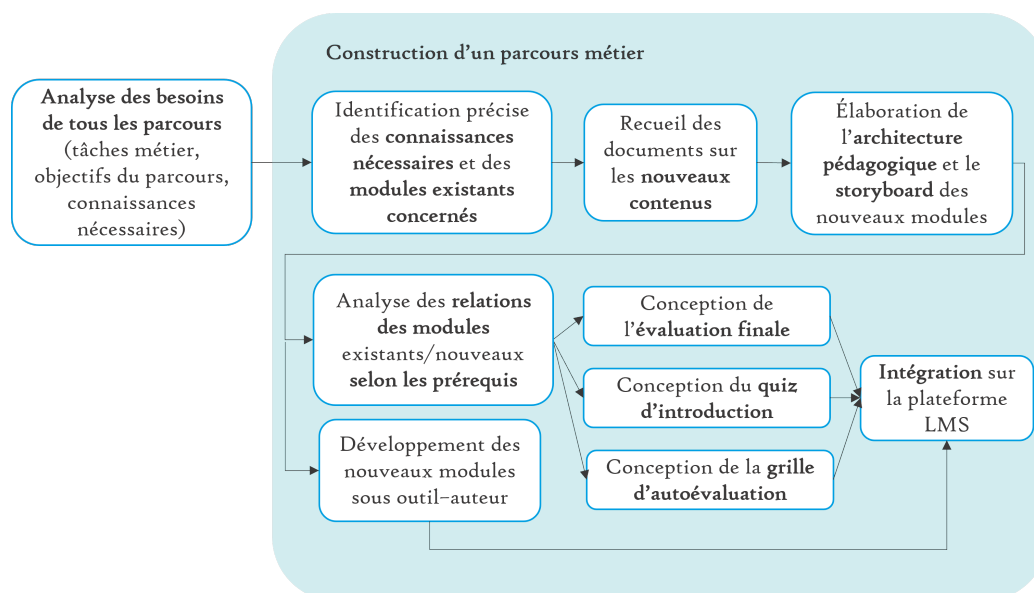 Construction d'un parcours métier
Analyse des besoins
de tous les parcours
(tâches métier,
objectifs du parcours,
connaissances
nécessaires)
Identification précise
des connaissances
nécessaires et des
modules existants
concernés
Recueil des
documents sur
les nouveaux
contenus
Élaboration de
l'architecture
pédagogique et le
storyboard des
nouveaux modules
Analyse des relations
des modules
existants/nouveaux
selon les prérequis
Conception de
l'évaluation finale
Conception du quiz
d'introduction
Conception de la grille
d'autoévaluation
Intégration sur
la plateforme
LMS
Développement des
nouveaux modules
sous outil-auteur